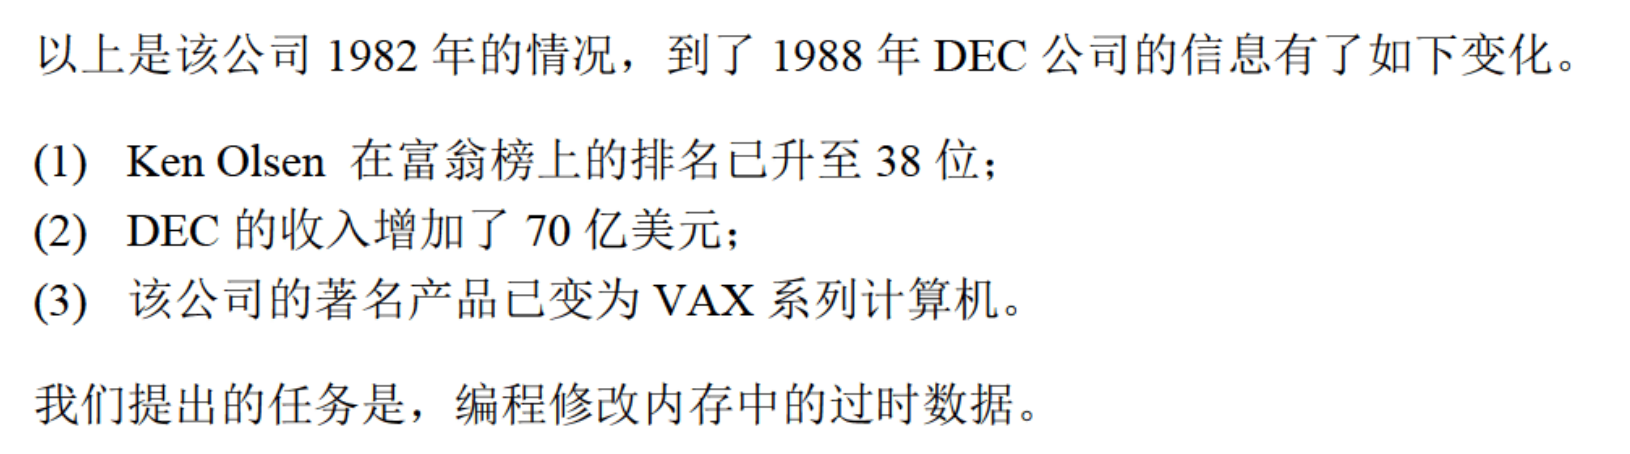 以上是该公司 1982 年的情况，到了 1988 年 DEC 公司的信息有了如下变化。
(1) Ken Olsen 在富翁榜上的排名已升至 38 位；
(2) DEC 的收入增加了 70 亿美元；
(3) 该公司的著名产品已变为 VAX 系列计算机。
我们提出的任务是，编程修改内存中的过时数据。